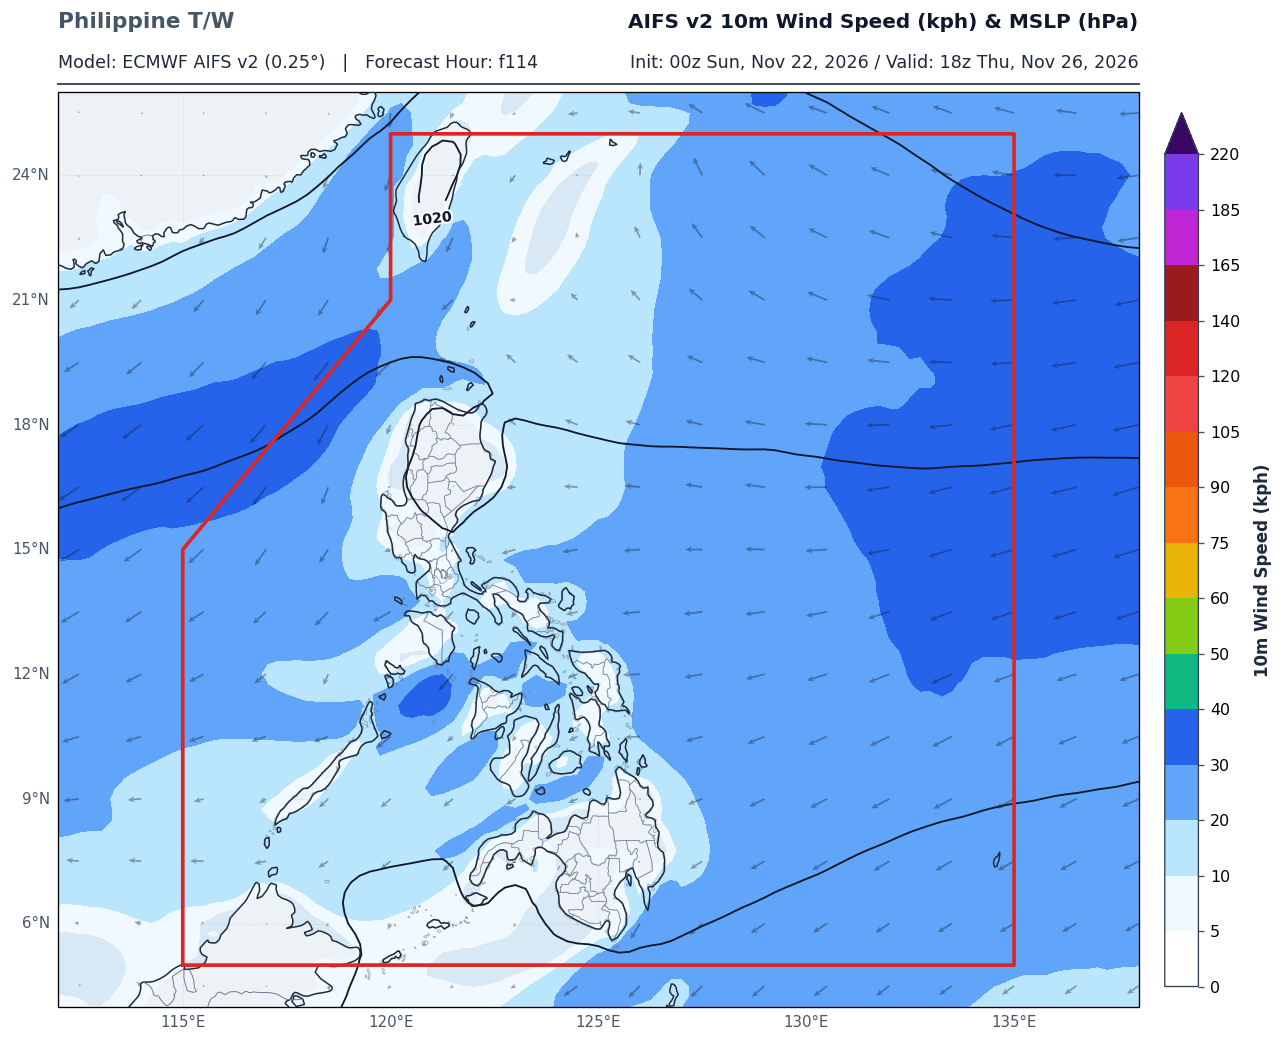 Philippine T/W
AIFS v2 10m Wind Speed (kph) & MSLP (hPa)
Model: ECMWF AIFS v2 (0.25°) | Forecast Hour: f114
Init: 00z Sun, Nov 22, 2026 / Valid: 18z Thu, Nov 26, 2026
24°N
21°N
18°N
15°N
12°N
9°N
6°N
115°E
120°E
125°E
130°E
135°E
1020
220
185
165
140
120
105
90
75
60
50
40
30
20
10
5
0
10m Wind Speed (kph)